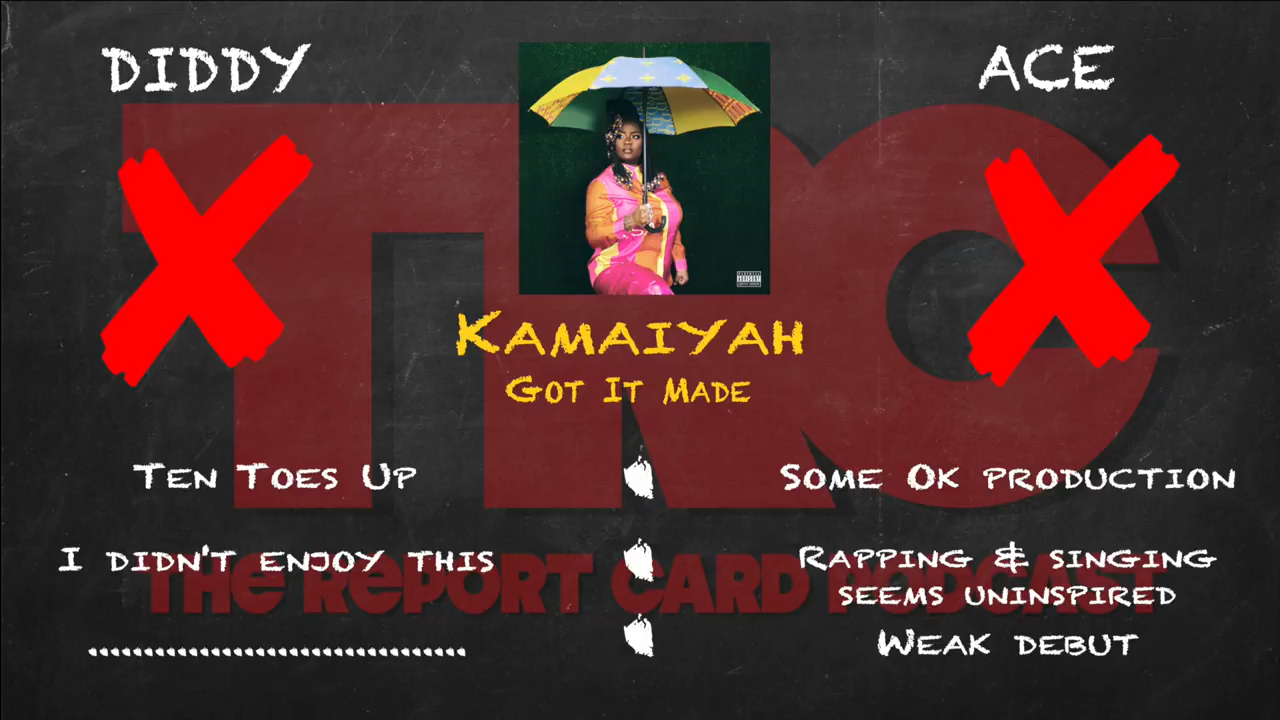 DIDDY
ACE
KAMAIYAH
GOT IT MADE
TEN TOES UP
SOME OK PRODUCTION
I DIDN'T ENJOY THIS
RAPPING & SINGING
SEEMS UNINSPIRED
................................
WEAK DEBUT
TRC
THE REPORT CARD PODCAST